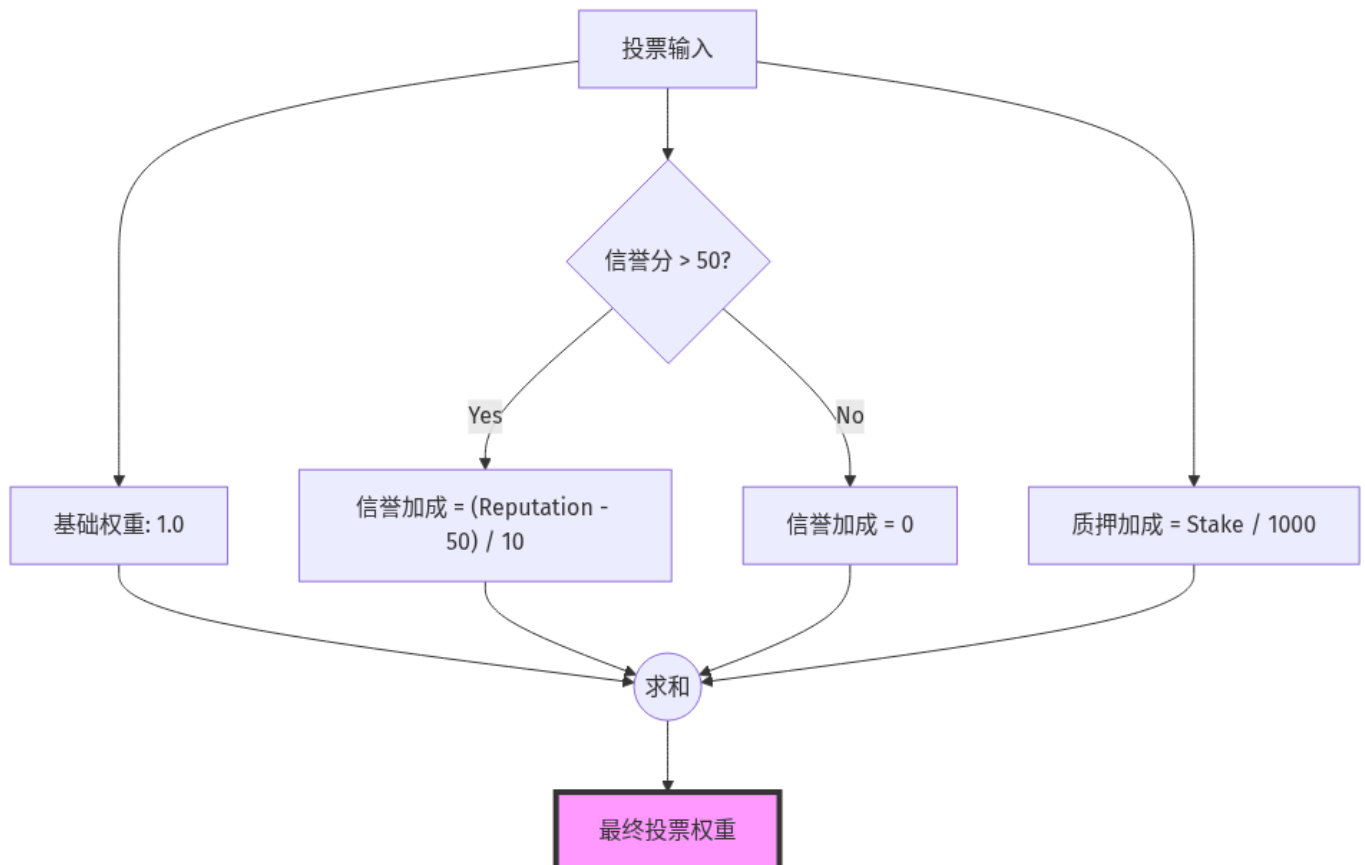 投票输入
信誉分 > 50?
Yes
No
基础权重: 1.0
信誉加成 = (Reputation -
50) / 10
信誉加成 = 0
质押加成 = Stake / 1000
求和
最终投票权重